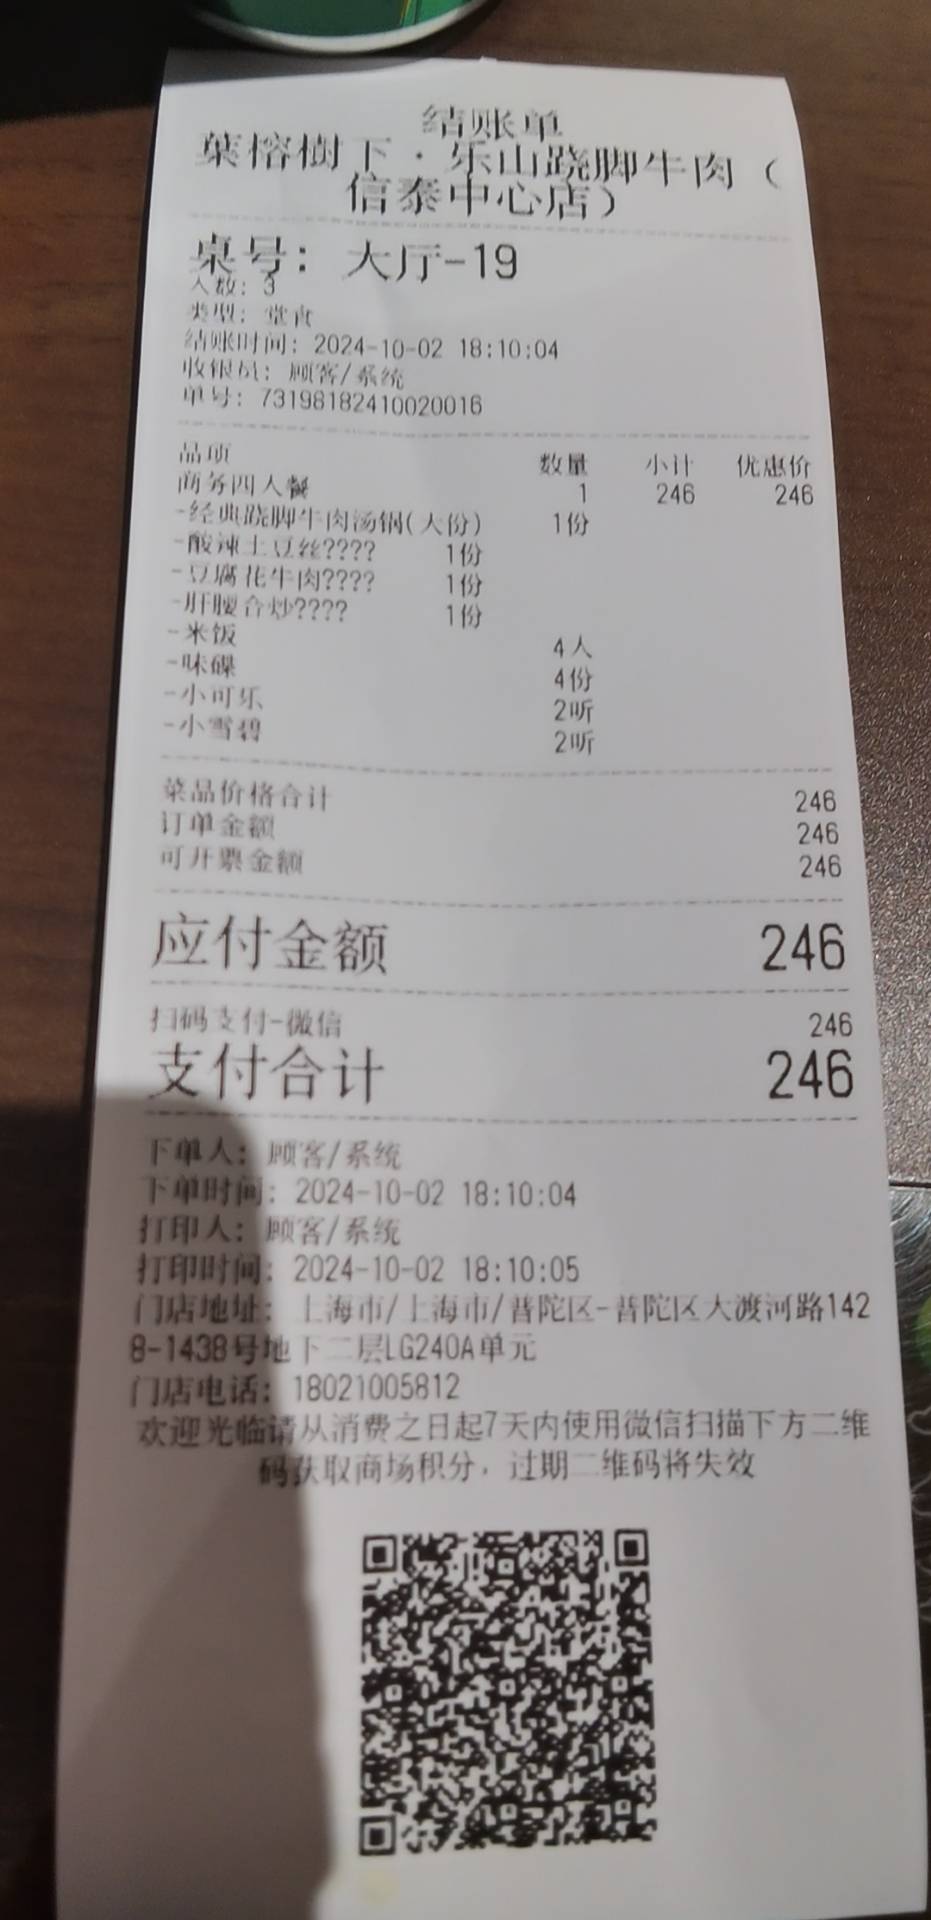 结账单
葉榕樹下·乐山跷脚牛肉（
信泰中心店）
桌号：大厅-19
人数：3
类型：堂食
结账时间：2024-10-02 18:10:04
收银员：顾客/系统
单号：73198182410020016
品项 数量 小计 优惠价
商务四人餐 1 246 246
-经典跷脚牛肉汤锅(大份) 1份
-酸辣土豆丝???? 1份
-豆腐花牛肉???? 1份
-肝腰合炒???? 1份
-米饭 4人
-味碟 4份
-小可乐 2听
-小雪碧 2听
菜品价格合计 246
订单金额 246
可开票金额 246
应付金额 246
扫码支付-微信 246
支付合计 246
下单人：顾客/系统
下单时间：2024-10-02 18:10:04
打印人：顾客/系统
打印时间：2024-10-02 18:10:05
门店地址：上海市/上海市/普陀区-普陀区大渡河路142
8-1438号地下二层LG240A单元
门店电话：18021005812
欢迎光临请从消费之日起7天内使用微信扫描下方二维
码获取商场积分，过期二维码将失效